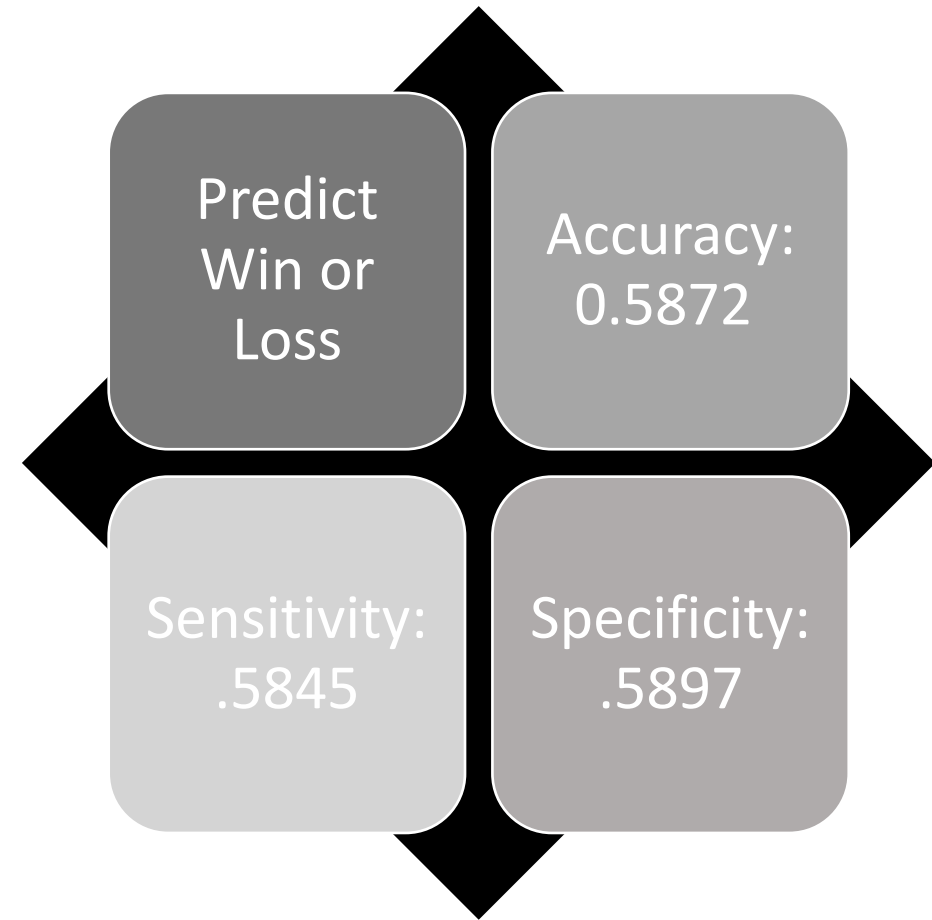 Predict
Win or
Loss
Accuracy:
0.5872
Sensitivity:
.5845
Specificity:
.5897